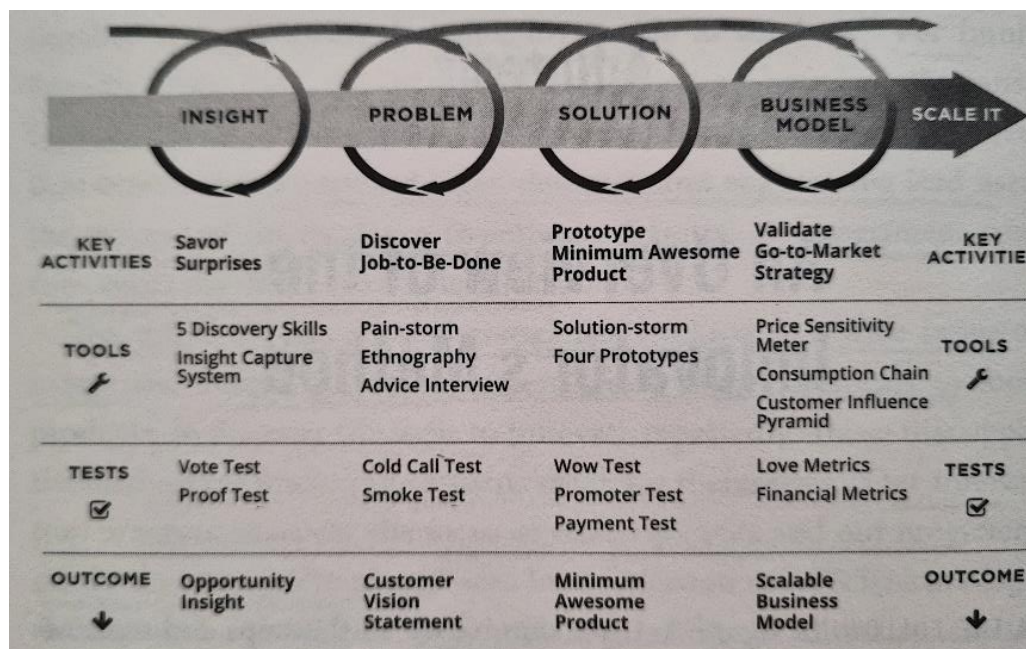 INSIGHT
PROBLEM
SOLUTION
BUSINESS
MODEL
SCALE IT
KEY
ACTIVITIES
Savor
Surprises
Discover
Job-to-Be-Done
Prototype
Minimum Awesome
Product
Validate
Go-to-Market
Strategy
KEY
ACTIVITIE
TOOLS
5 Discovery Skills
Insight Capture
System
Pain-storm
Ethnography
Advice Interview
Solution-storm
Four Prototypes
Price Sensitivity
Meter
Consumption Chain
Customer Influence
Pyramid
TOOLS
TESTS
Vote Test
Proof Test
Cold Call Test
Smoke Test
Wow Test
Promoter Test
Payment Test
Love Metrics
Financial Metrics
TESTS
OUTCOME
Opportunity
Insight
Customer
Vision
Statement
Minimum
Awesome
Product
Scalable
Business
Model
OUTCOME